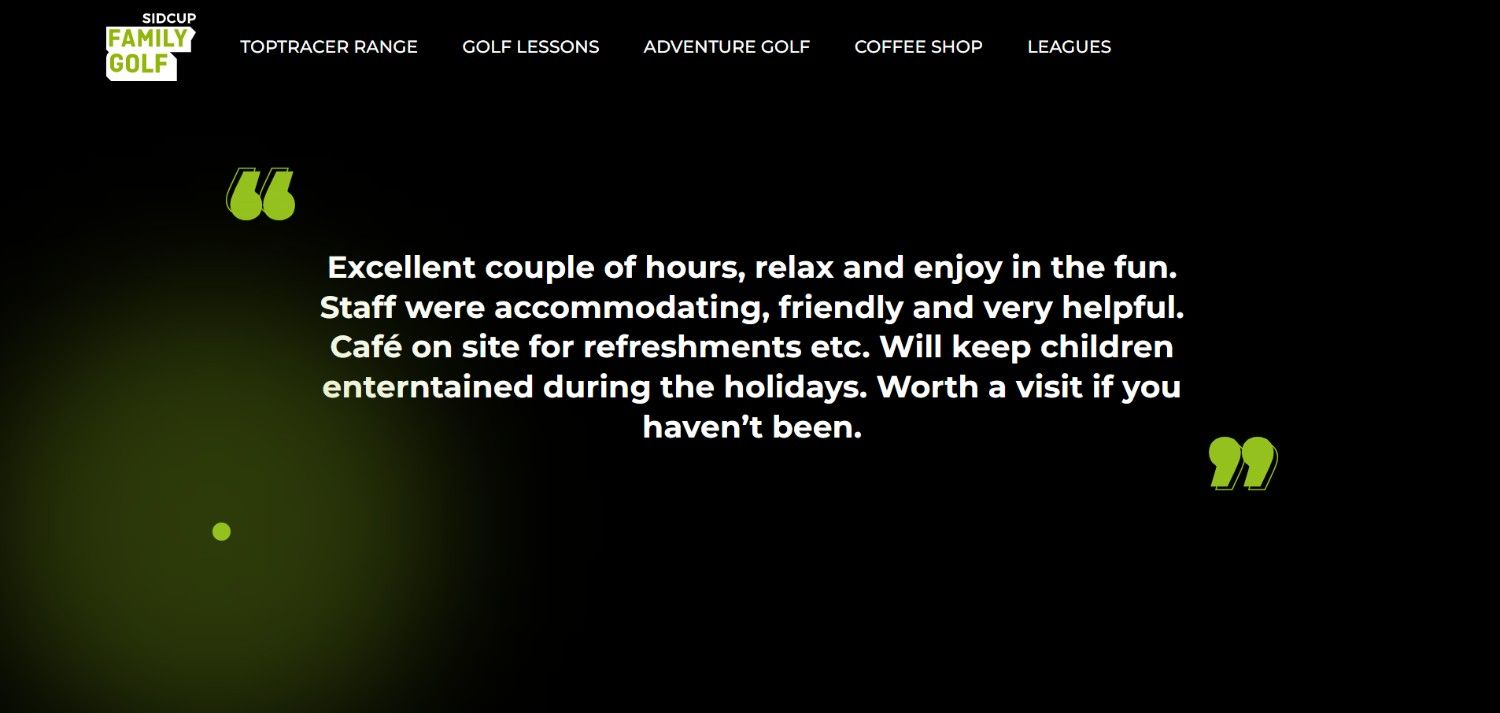 SIDCUP
FAMILY
GOLF
TOPTRACER RANGE GOLF LESSONS ADVENTURE GOLF COFFEE SHOP LEAGUES
“
Excellent couple of hours, relax and enjoy in the fun.
Staff were accommodating, friendly and very helpful.
Café on site for refreshments etc. Will keep children
enterntained during the holidays. Worth a visit if you
haven’t been.
”